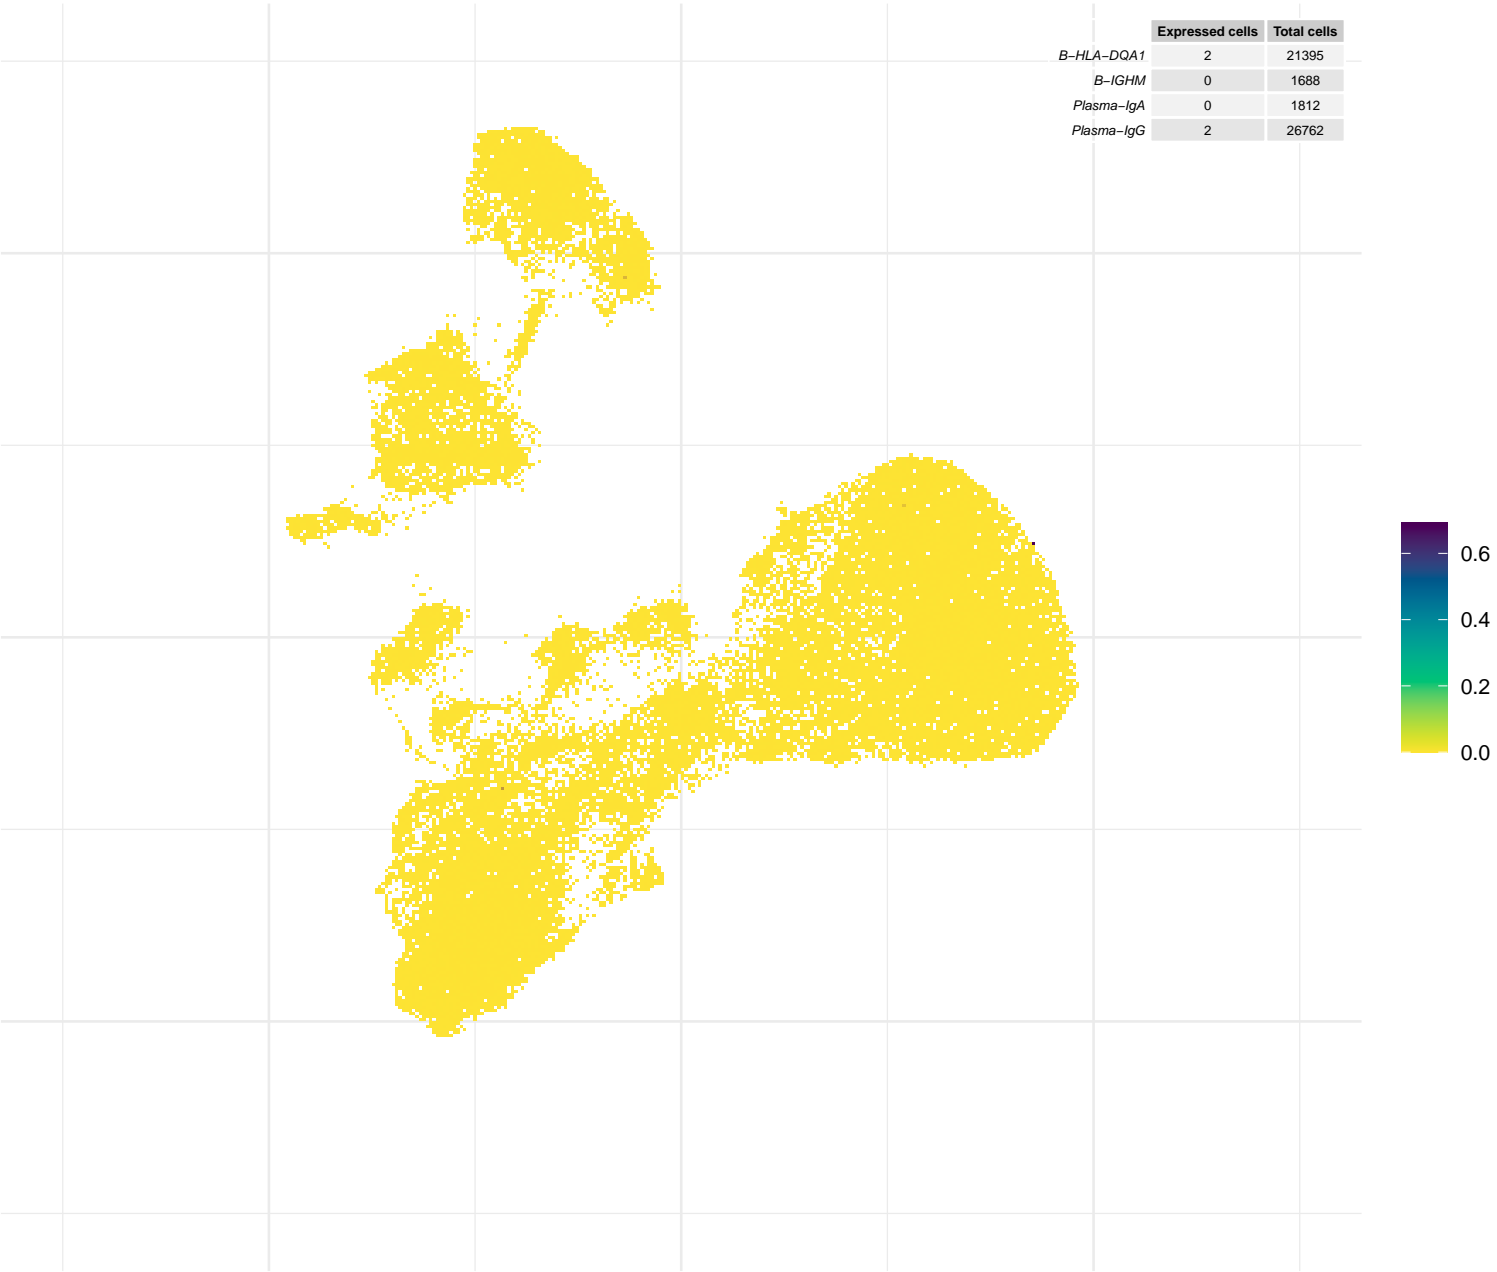 Expressed cells Total cells
B−HLA−DQA1 2 21395
B−IGHM 0 1688
Plasma−IgA 0 1812
Plasma−IgG 2 26762
0.6
0.4
0.2
0.0